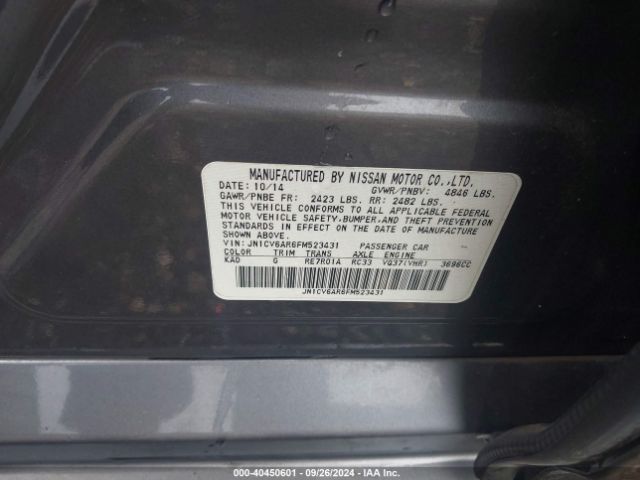 MANUFACTURED BY NISSAN MOTOR CO.,LTD.
DATE: 10/14 GVWR/PNBV: 4846 LBS.
GAWR/PNBE FR: 2423 LBS. RR: 2482 LBS.
THIS VEHICLE CONFORMS TO ALL APPLICABLE FEDERAL
MOTOR VEHICLE SAFETY,BUMPER,AND THEFT PREVENTION
STANDARDS IN EFFECT ON THE DATE OF MANUFACTURE
SHOWN ABOVE.
VIN: JN1CV6AR6FM523431 PASSENGER CAR
COLOR TRIM TRANS AXLE ENGINE
KAD G RE7R01A RC33 VQ37(VHR) 3696CC
JN1CV6AR6FM523431
000-40450601 - 09/26/2024 - IAA Inc.